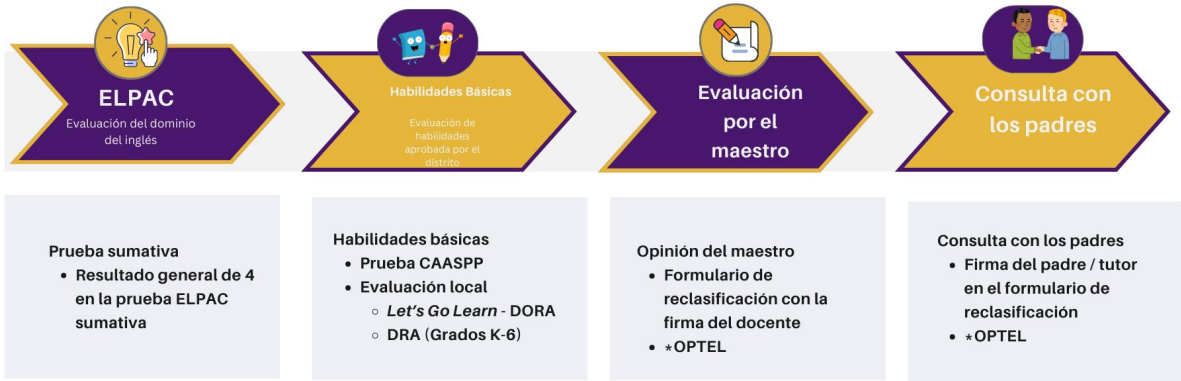 ELPAC
Evaluación del dominio
del inglés
Habilidades Básicas
Evaluación de
habilidades
aprobada por el
distrito
Evaluación
por el
maestro
Consulta con
los padres
Prueba sumativa
• Resultado general de 4
en la prueba ELPAC
sumativa
Habilidades básicas
• Prueba CAASPP
• Evaluación local
◦ Let's Go Learn - DORA
◦ DRA (Grados K-6)
Opinión del maestro
• Formulario de
reclasificación con la
firma del docente
• *OPTEL
Consulta con los padres
• Firma del padre / tutor
en el formulario de
reclasificación
• *OPTEL